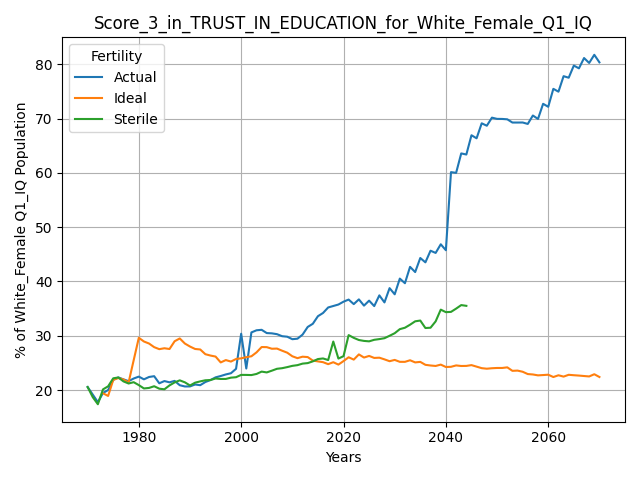 Score_3_in_TRUST_IN_EDUCATION_for_White_Female_Q1_IQ
% of White_Female Q1_IQ Population
80
70
60
50
40
30
20
Fertility
Actual
Ideal
Sterile
1980
2000
2020
2040
2060
Years